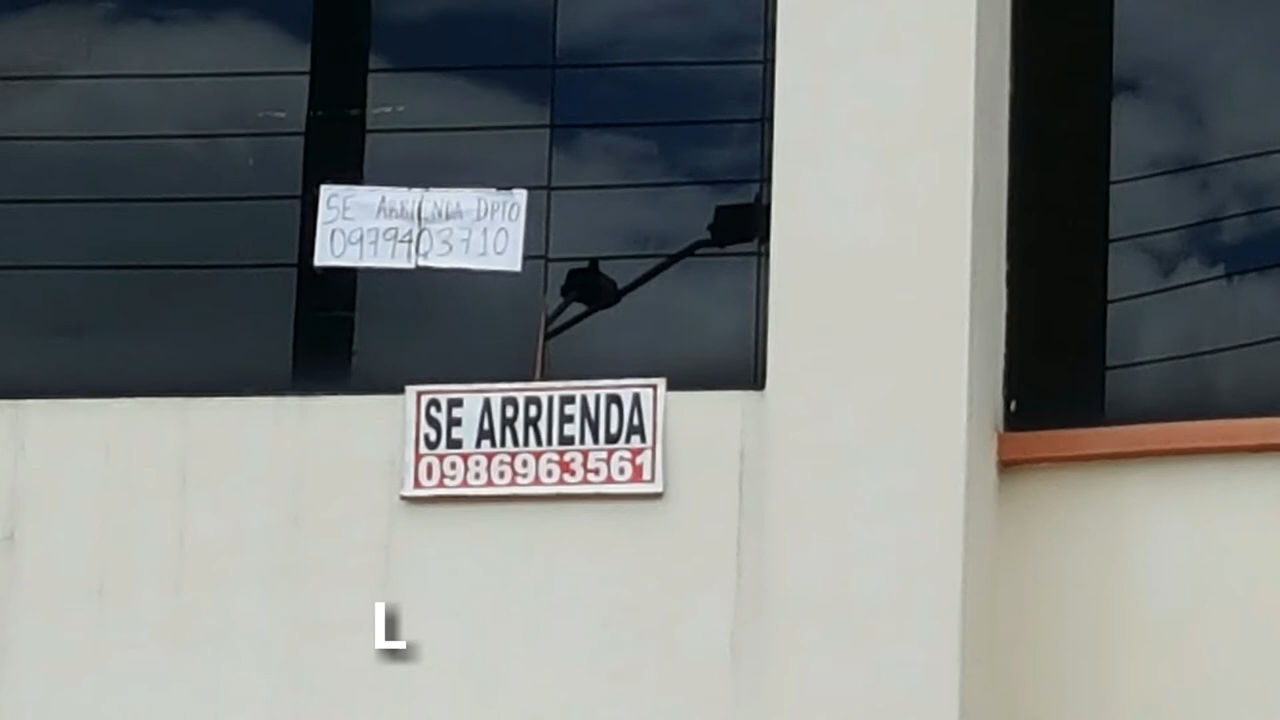 SE ARRIENDA DPTO
0979403710
SE ARRIENDA
0986963561
L